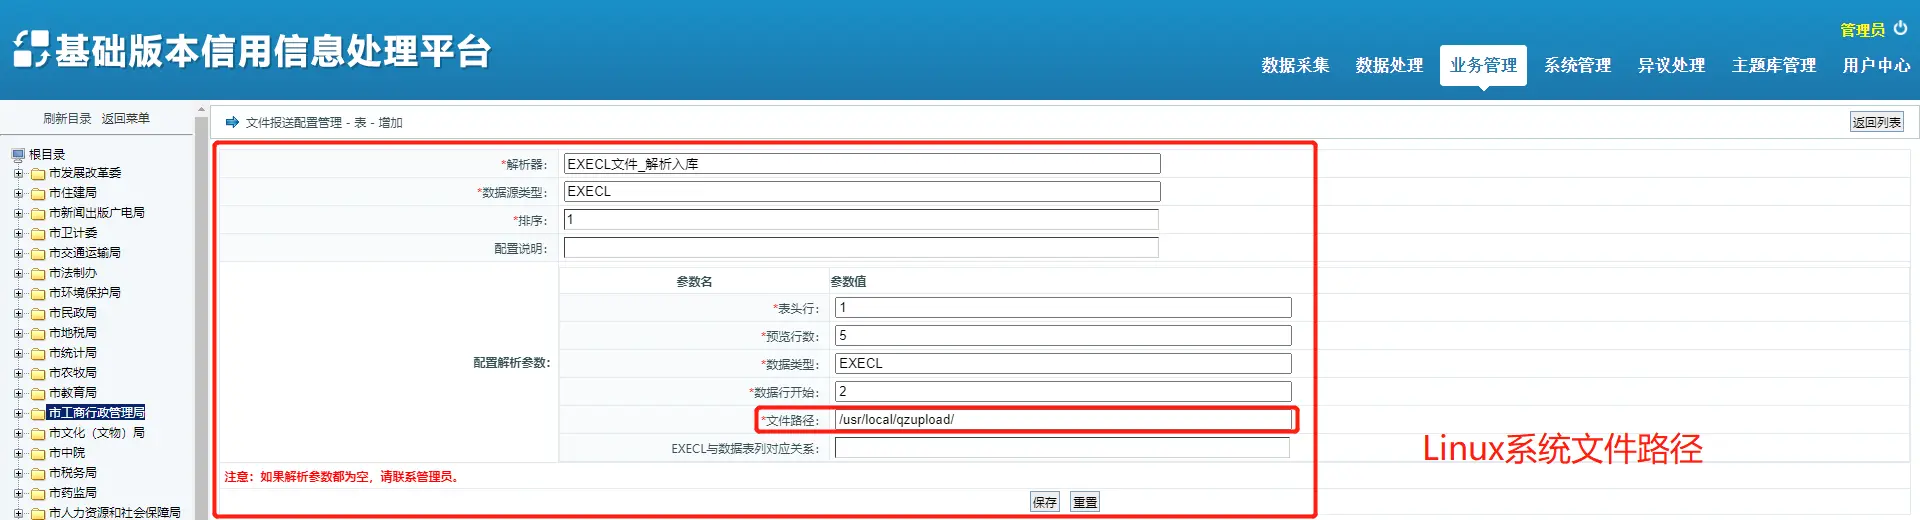 基础版本信用信息处理平台
管理员
数据采集 数据处理 业务管理 系统管理 异议处理 主题库管理 用户中心
刷新目录 返回菜单
文件报送配置管理 - 表 - 增加
返回列表
根目录
市发展改革委
市住建局
市新闻出版广电局
市卫计委
市交通运输局
市法制办
市环境保护局
市民政局
市地税局
市统计局
市农牧局
市教育局
市工商行政管理局
市文化（文物）局
市中院
市税务局
市药监局
市人力资源和社会保障局
*解析器: EXECL文件_解析入库
*数据源类型: EXECL
*排序: 1
配置说明:
配置解析参数:
参数名 参数值
*表头行: 1
*预览行数: 5
*数据类型: EXECL
*数据行开始: 2
*文件路径: /usr/local/qzupload/
EXECL与数据表列对应关系:
注意：如果解析参数都为空，请联系管理员。
保存 重置
Linux系统文件路径